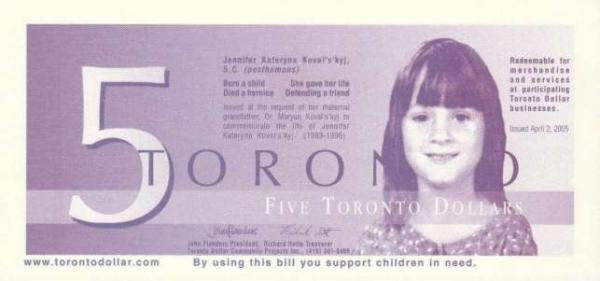 5
Jennifer Kateryna Koval's'kyj,
S.C. (posthumous)
Born a child She gave her life
Died a heroine Defending a friend
Issued at the request of her maternal
grandfather, Dr. Maryan Koval's'kyj to
commemorate the life of Jennifer
Kateryna Koval's'kyj (1989-1996)
Redeemable for
merchandise
and services
at participating
Toronto Dollar
businesses.
Issued April 2, 2005
TORONTO
FIVE TORONTO DOLLARS
John Flanders President, Richard Hette Treasurer
Toronto Dollar Community Projects Inc.,
www.torontodollar.com By using this bill you support children in need.